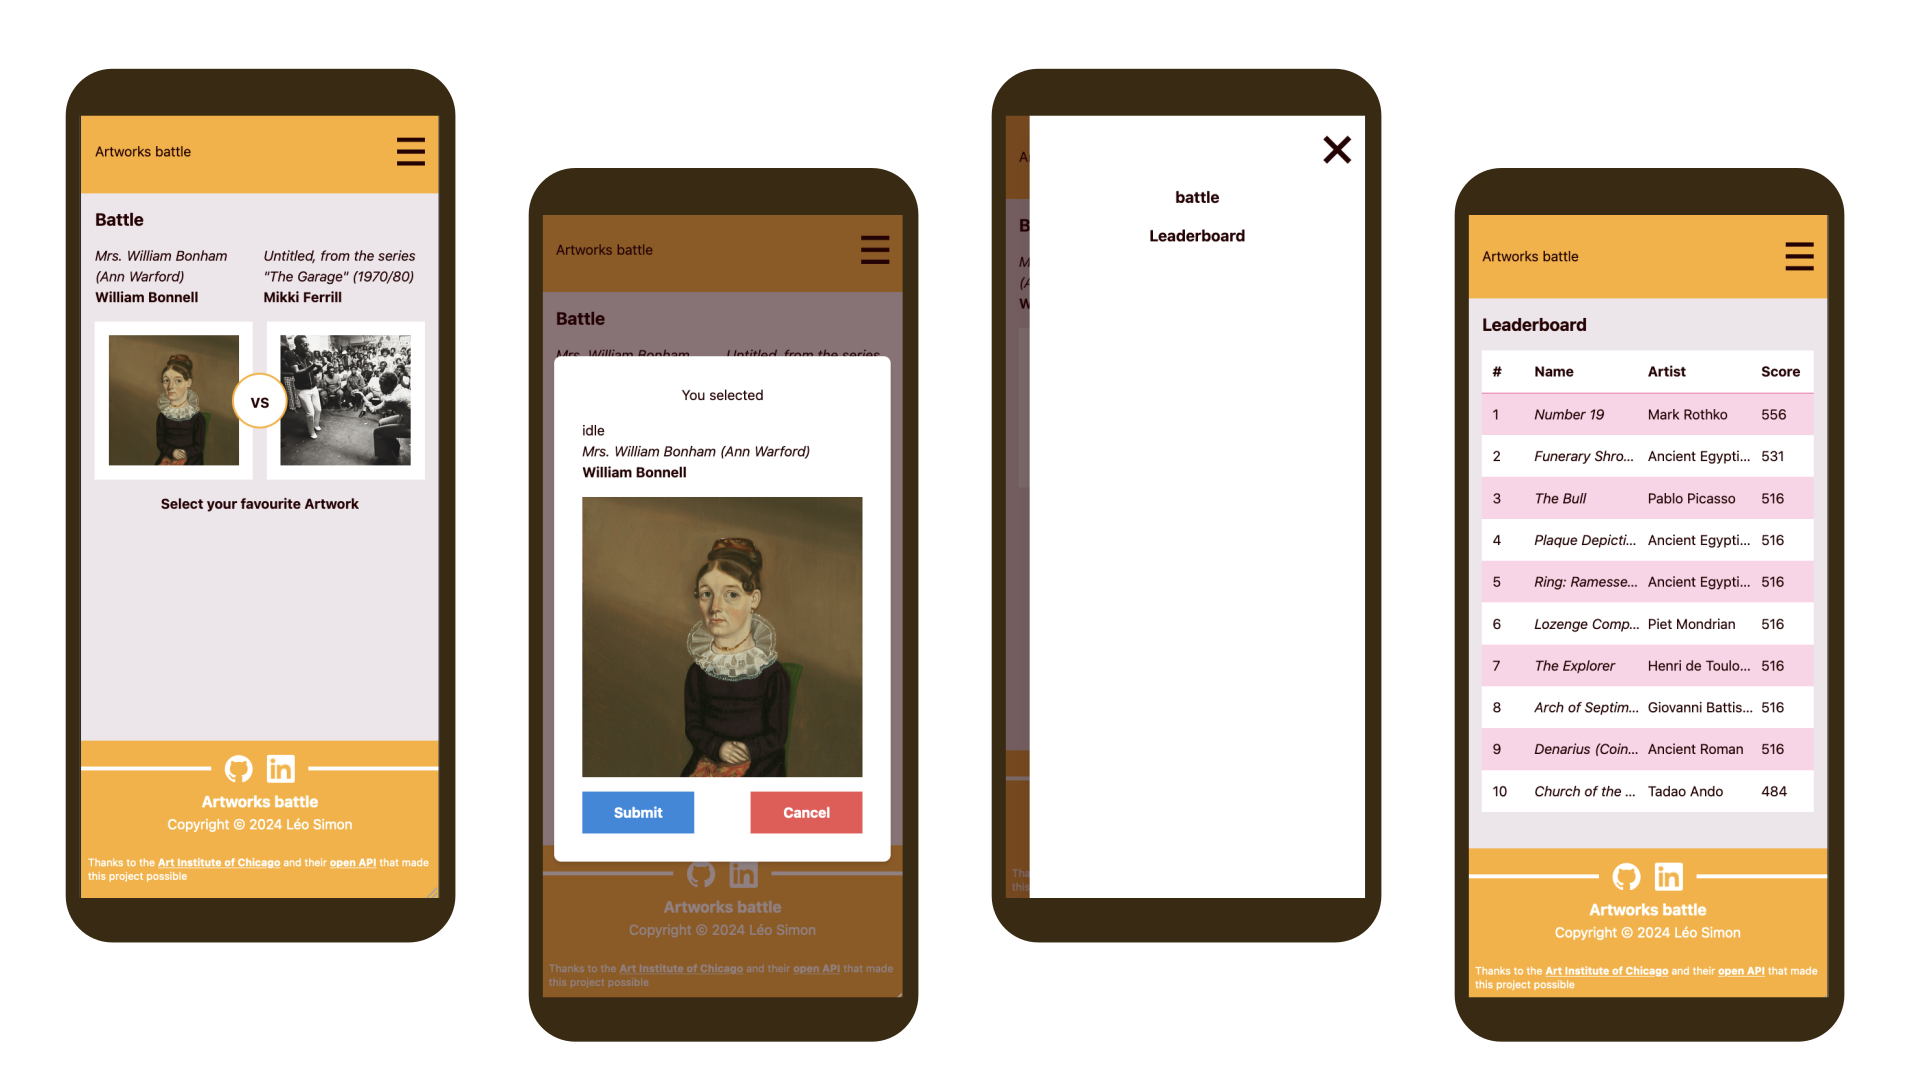 Artworks battle
Battle
Mrs. William Bonham
(Ann Warford)
William Bonnell
Untitled, from the series
"The Garage" (1970/80)
Mikki Ferrill
VS
Select your favourite Artwork
in
Artworks battle
Copyright © 2024 Léo Simon
Thanks to the Art Institute of Chicago and their open API that made
this project possible
Artworks battle
Battle
Mrs. William Bonham
Untitled, from the series
You selected
idle
Mrs. William Bonham (Ann Warford)
William Bonnell
Submit
Cancel
in
Artworks battle
Copyright © 2024 Léo Simon
Thanks to the Art Institute of Chicago and their open API that made
this project possible
battle
Leaderboard
Tha
this
Artworks battle
Leaderboard
# Name Artist Score
1 Number 19 Mark Rothko 556
2 Funerary Shro... Ancient Egypti... 531
3 The Bull Pablo Picasso 516
4 Plaque Depicti... Ancient Egypti... 516
5 Ring: Ramesse... Ancient Egypti... 516
6 Lozenge Comp... Piet Mondrian 516
7 The Explorer Henri de Toulo... 516
8 Arch of Septim... Giovanni Battis... 516
9 Denarius (Coin... Ancient Roman 516
10 Church of the ... Tadao Ando 484
in
Artworks battle
Copyright © 2024 Léo Simon
Thanks to the Art Institute of Chicago and their open API that made
this project possible